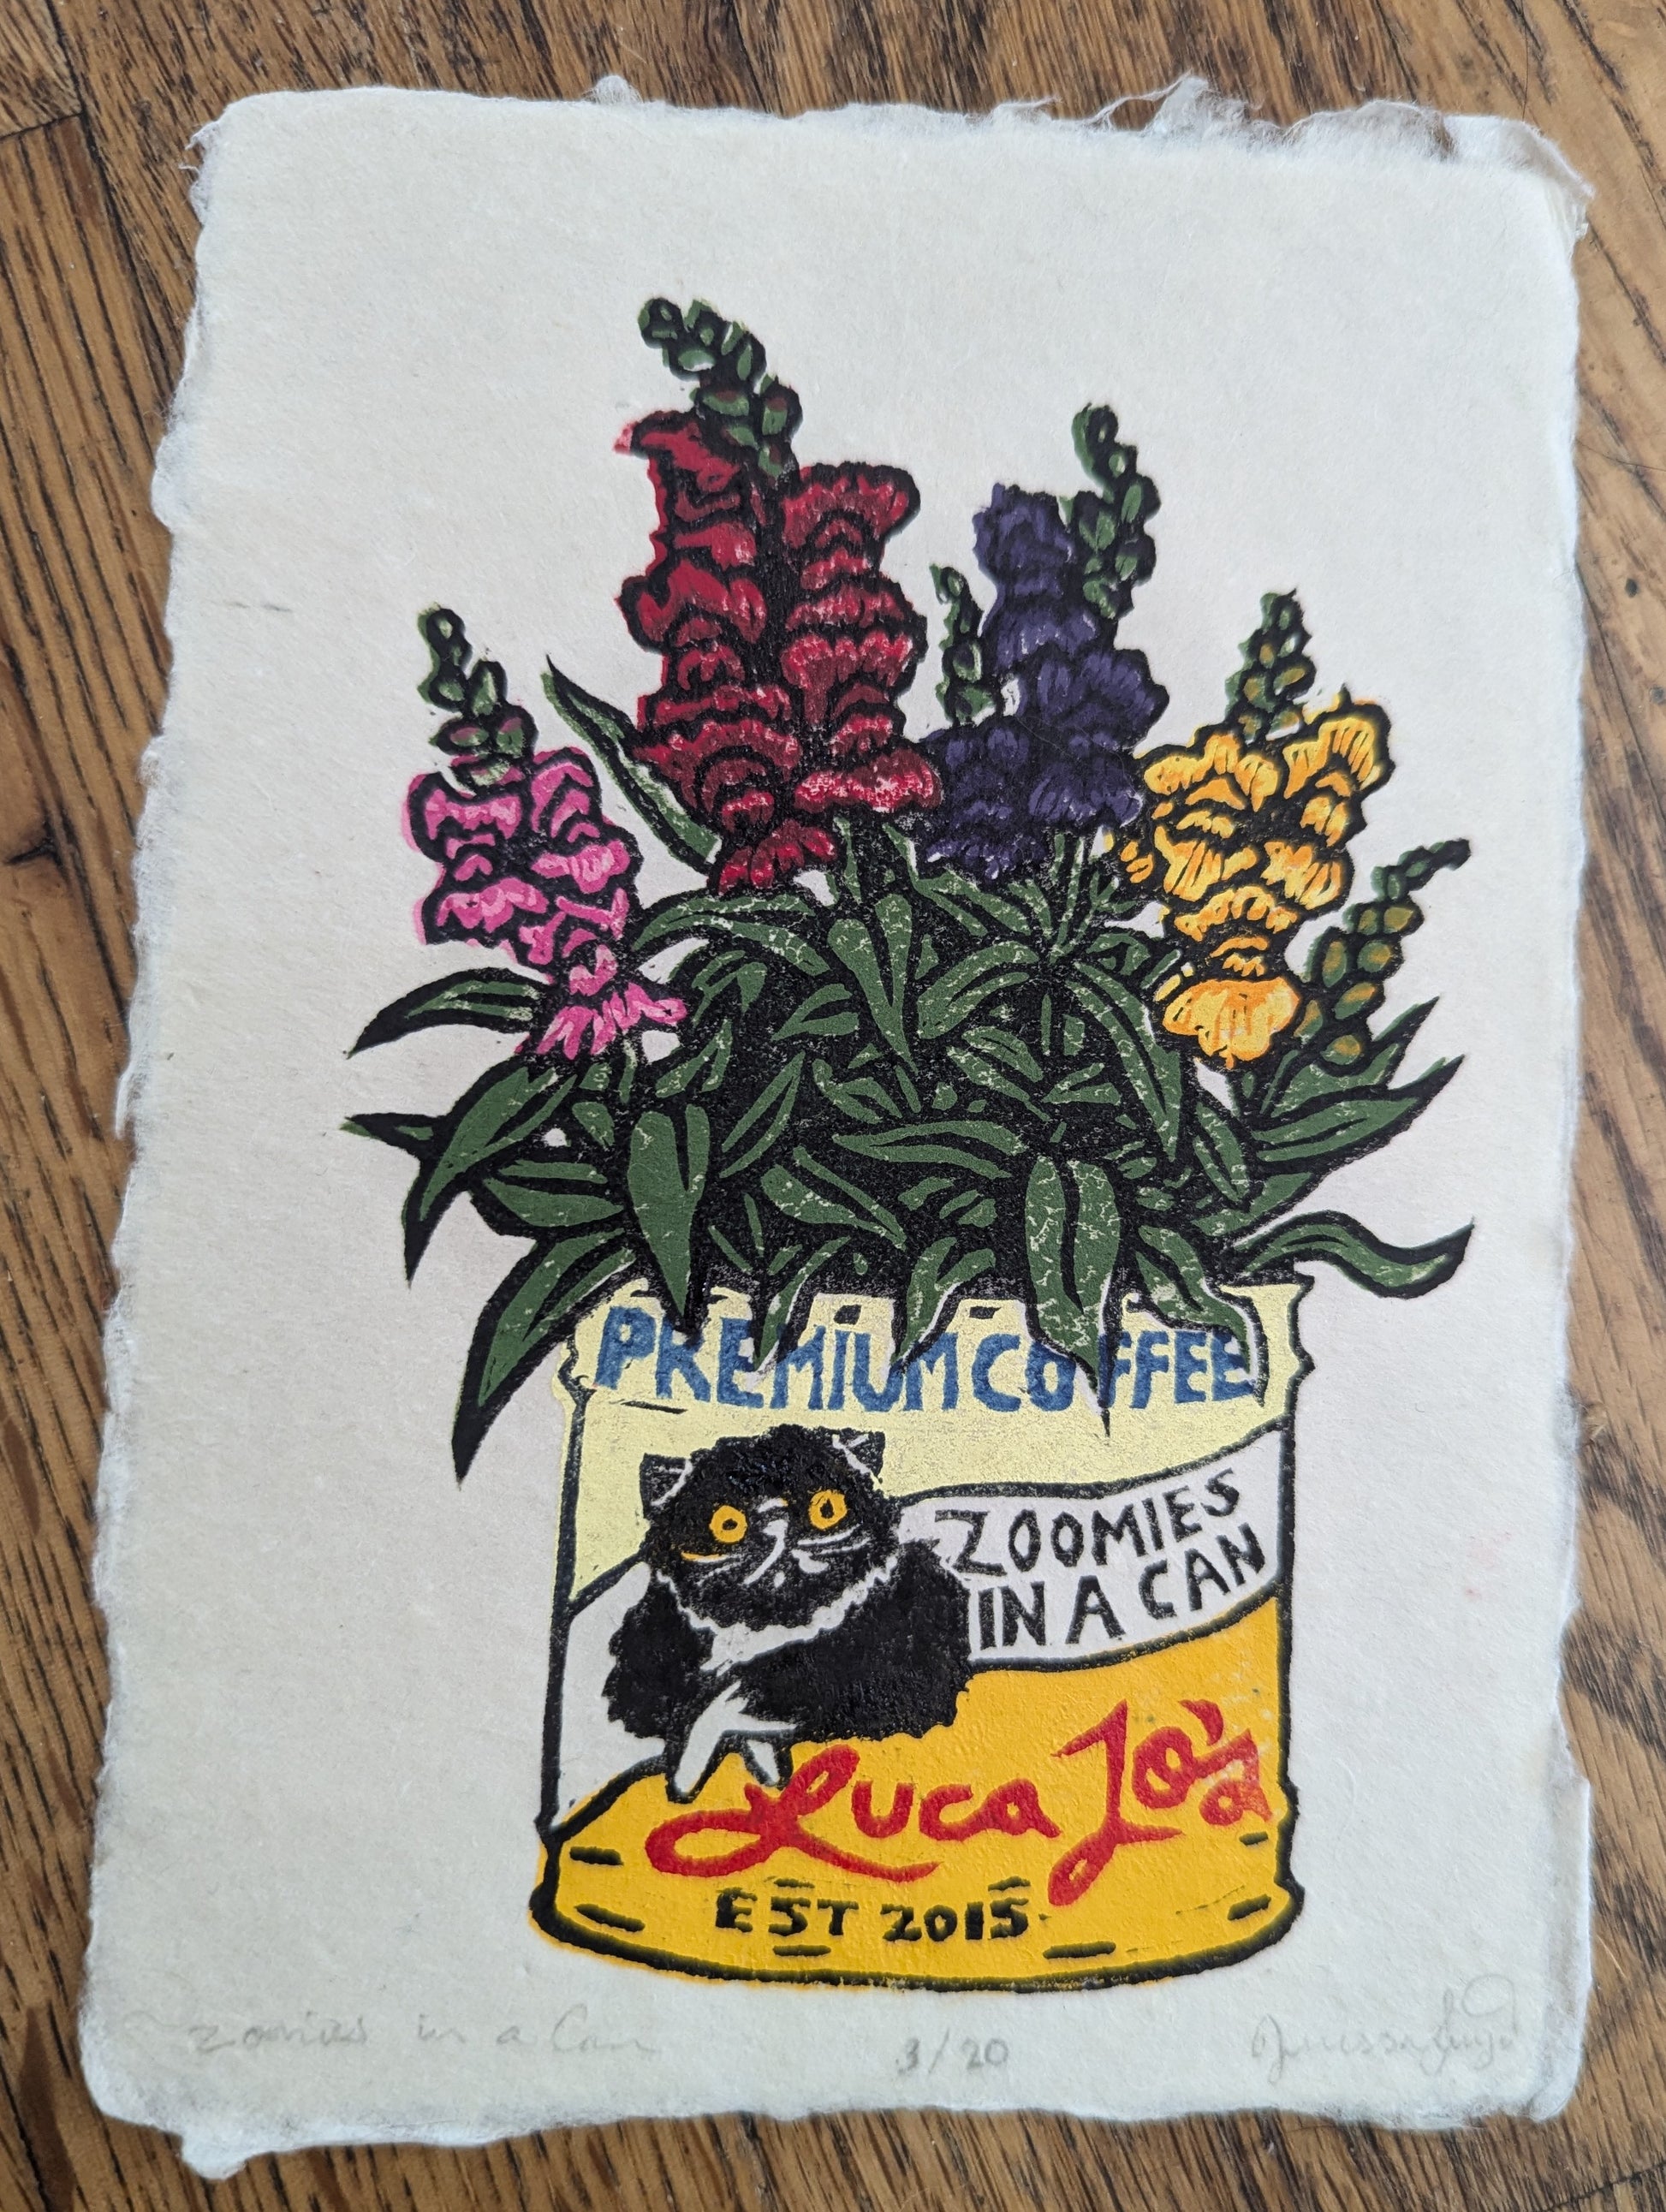 PREMIUM COFFEE
ZOOMIES
IN A CAN
Luca Jo's
EST 2015
Zoomies in a Can
3/20